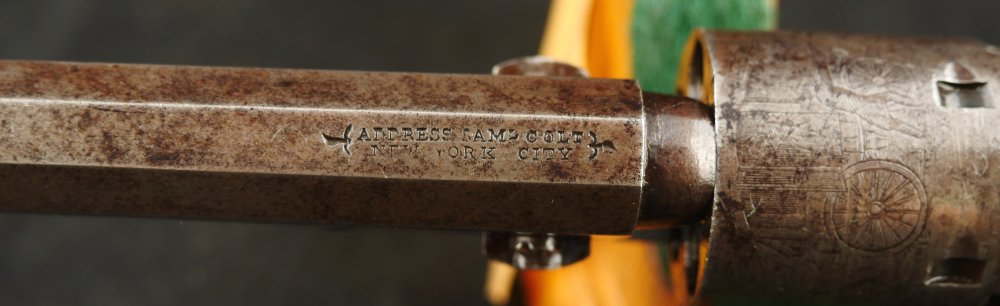 ADDRESS SAML COLT
NEW YORK CITY